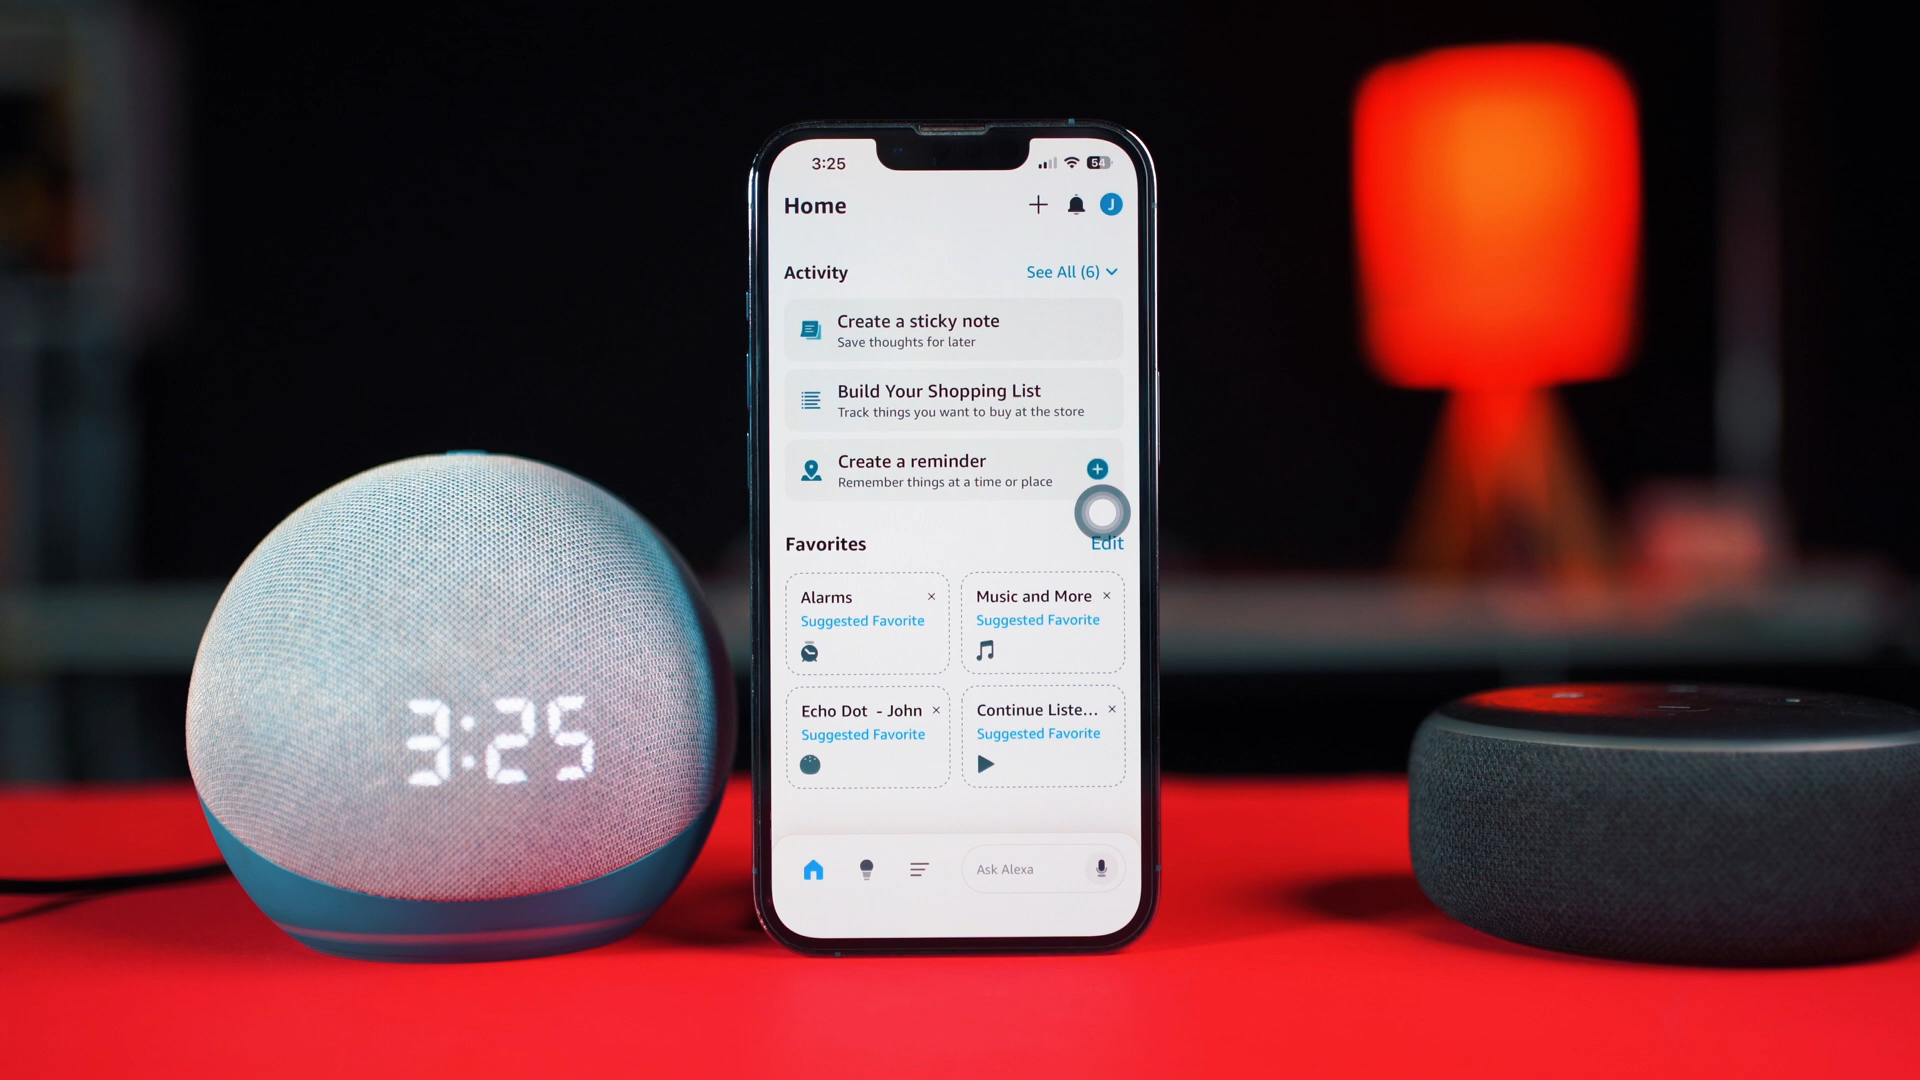 3:25
54
Home
J
Activity
See All (6)
Create a sticky note
Save thoughts for later
Build Your Shopping List
Track things you want to buy at the store
Create a reminder
Remember things at a time or place
Favorites
Edit
Alarms
Suggested Favorite
Music and More
Suggested Favorite
Echo Dot - John
Suggested Favorite
Continue Liste...
Suggested Favorite
Ask Alexa
3:25